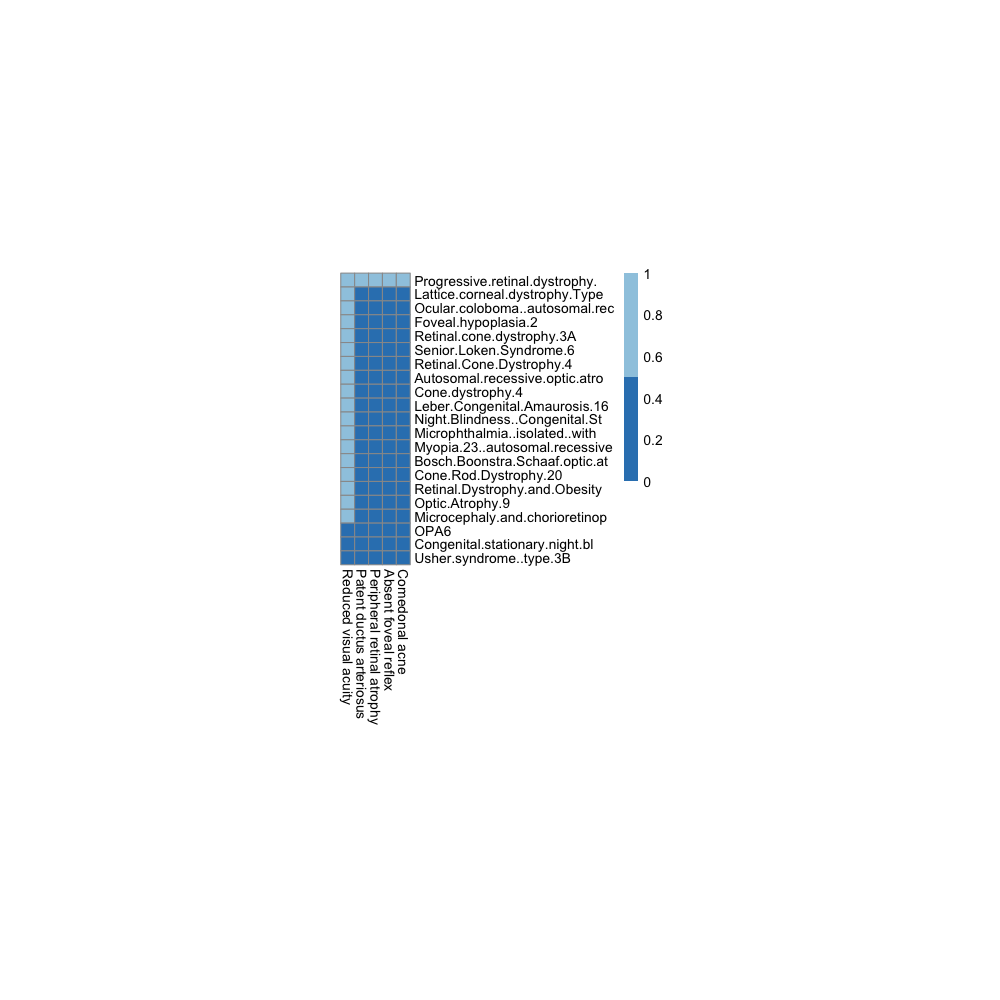 Progressive.retinal.dystrophy.
Lattice.corneal.dystrophy.Type
Ocular.coloboma..autosomal.rec
Foveal.hypoplasia.2
Retinal.cone.dystrophy.3A
Senior.Loken.Syndrome.6
Retinal.Cone.Dystrophy.4
Autosomal.recessive.optic.atro
Cone.dystrophy.4
Leber.Congenital.Amaurosis.16
Night.Blindness..Congenital.St
Microphthalmia..isolated..with
Myopia.23..autosomal.recessive
Bosch.Boonstra.Schaaf.optic.at
Cone.Rod.Dystrophy.20
Retinal.Dystrophy.and.Obesity
Optic.Atrophy.9
Microcephaly.and.chorioretinop
OPA6
Congenital.stationary.night.bl
Usher.syndrome..type.3B
1
0.8
0.6
0.4
0.2
0
Reduced visual acuity
Patent ductus arteriosus
Peripheral retinal atrophy
Absent foveal reflex
Comedonal acne